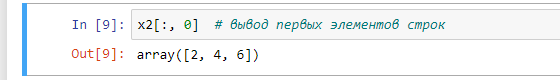 In [9]: x2[:, 0]  # вывод первых элементов строк
Out[9]: array([2, 4, 6])